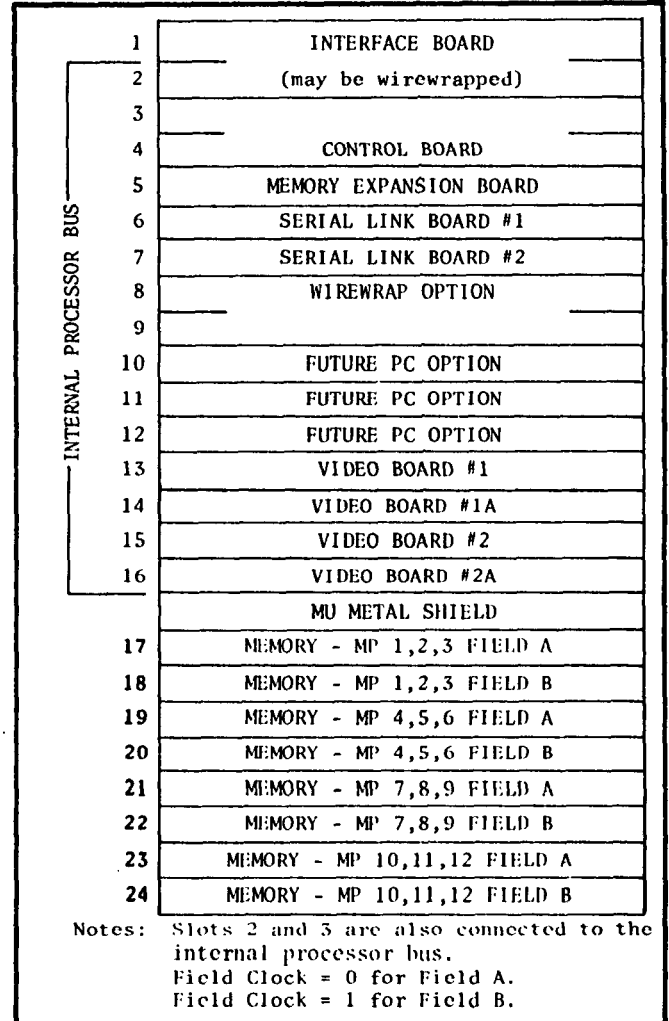 1 INTERFACE BOARD
2 (may be wirewrapped)
3
4 CONTROL BOARD
5 MEMORY EXPANSION BOARD
6 SERIAL LINK BOARD #1
7 SERIAL LINK BOARD #2
8 WIREWRAP OPTION
9
10 FUTURE PC OPTION
11 FUTURE PC OPTION
12 FUTURE PC OPTION
13 VIDEO BOARD #1
14 VIDEO BOARD #1A
15 VIDEO BOARD #2
16 VIDEO BOARD #2A
INTERNAL PROCESSOR BUS
MU METAL SHIELD
17 MEMORY - MP 1,2,3 FIELD A
18 MEMORY - MP 1,2,3 FIELD B
19 MEMORY - MP 4,5,6 FIELD A
20 MEMORY - MP 4,5,6 FIELD B
21 MEMORY - MP 7,8,9 FIELD A
22 MEMORY - MP 7,8,9 FIELD B
23 MEMORY - MP 10,11,12 FIELD A
24 MEMORY - MP 10,11,12 FIELD B
Notes: Slots 2 and 3 are also connected to the
internal processor bus.
Field Clock = 0 for Field A.
Field Clock = 1 for Field B.